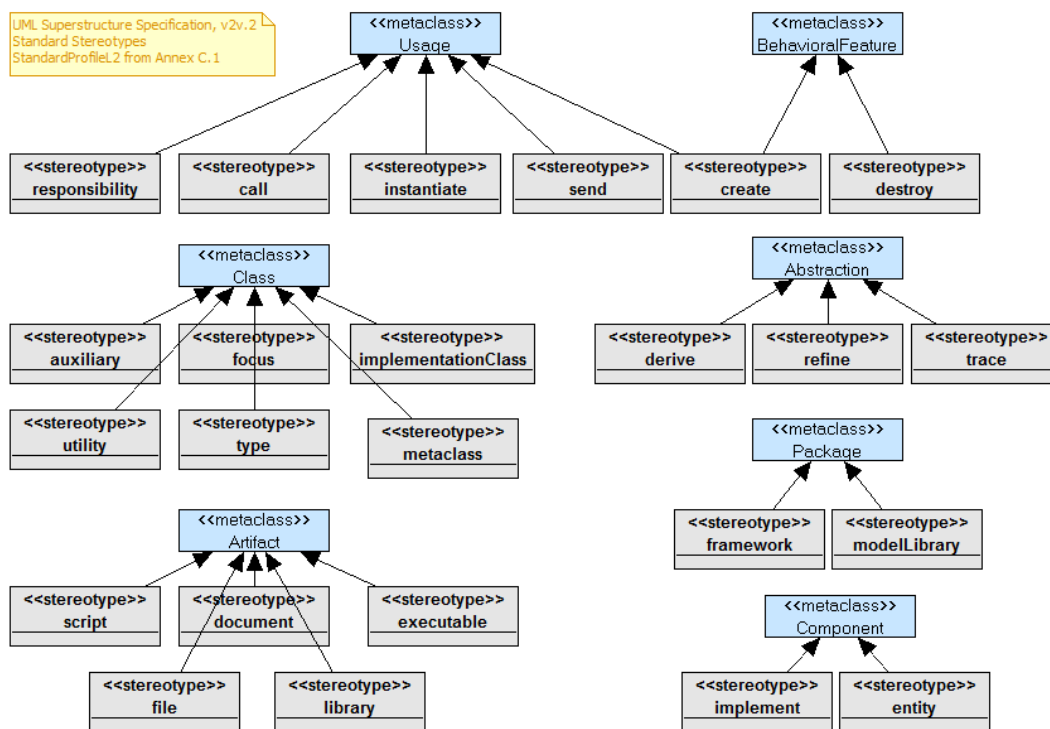 UML Superstructure Specification, v2v.2
Standard Stereotypes
StandardProfileL2 from Annex C.1
<<metaclass>>
Usage
<<metaclass>>
BehavioralFeature
<<stereotype>>
responsibility
<<stereotype>>
call
<<stereotype>>
instantiate
<<stereotype>>
send
<<stereotype>>
create
<<stereotype>>
destroy
<<metaclass>>
Class
<<metaclass>>
Abstraction
<<stereotype>>
auxiliary
<<stereotype>>
focus
<<stereotype>>
implementationClass
<<stereotype>>
derive
<<stereotype>>
refine
<<stereotype>>
trace
<<stereotype>>
utility
<<stereotype>>
type
<<stereotype>>
metaclass
<<metaclass>>
Package
<<metaclass>>
Artifact
<<stereotype>>
framework
<<stereotype>>
modelLibrary
<<stereotype>>
script
<<stereotype>>
document
<<stereotype>>
executable
<<metaclass>>
Component
<<stereotype>>
file
<<stereotype>>
library
<<stereotype>>
implement
<<stereotype>>
entity